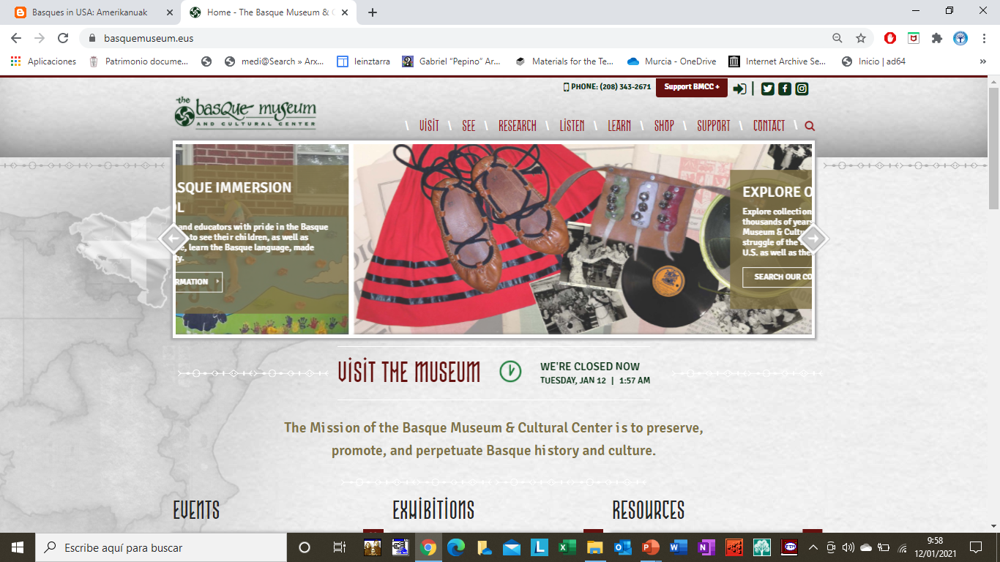 Basques in USA: Amerikanuak
Home - The Basque Museum & C
basquemuseum.eus
Aplicaciones
Patrimonio docume...
medi@Search » Arx...
leinztarra
Gabriel “Pepino” Ar...
Materials for the Te...
Murcia - OneDrive
Internet Archive Se...
Inicio | ad64
»
PHONE: (208) 343-2671
Support BMCC +
the
basque museum
AND CULTURAL CENTER
\ VISIT \ SEE \ RESEARCH \ LISTEN \ LEARN \ SHOP \ SUPPORT \ CONTACT \
ASQUE IMMERSION
OL
and educators with pride in the Basque
to see their children, as well as
e, learn the Basque language, made
ty.
RMATION
EXPLORE O
Explore collection
thousands of years
Museum & Cultu
struggle of the
U.S. as well as the
SEARCH OUR CO
VISIT THE MUSEUM
WE'RE CLOSED NOW
TUESDAY, JAN 12 | 1:57 AM
The Mission of the Basque Museum & Cultural Center is to preserve,
promote, and perpetuate Basque history and culture.
EVENTS
EXHIBITIONS
RESOURCES
Escribe aquí para buscar
9:58
12/01/2021